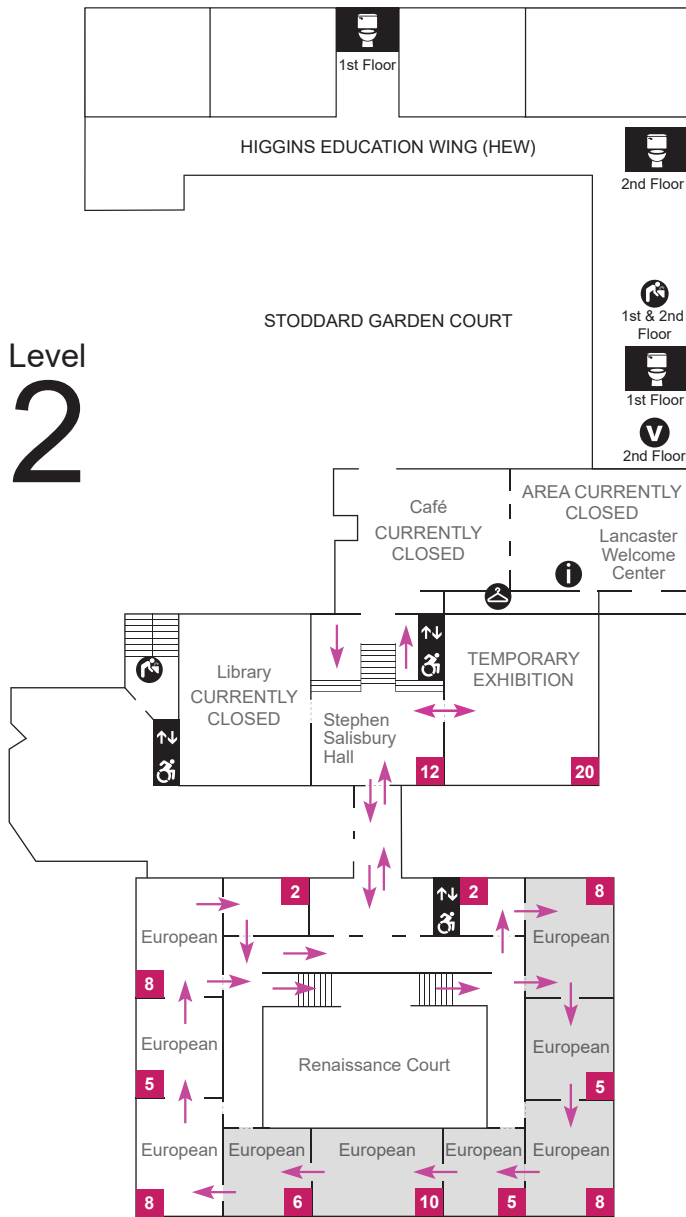 1st Floor
HIGGINS EDUCATION WING (HEW)
2nd Floor
STODDARD GARDEN COURT
1st & 2nd
Floor
Level
2
1st Floor
V
2nd Floor
Café
CURRENTLY
CLOSED
AREA CURRENTLY
CLOSED
Lancaster
Welcome
Center
i
Library
CURRENTLY
CLOSED
TEMPORARY
EXHIBITION
Stephen
Salisbury
Hall
12
20
2
2
8
European
European
8
European
European
5
5
Renaissance Court
European
European
European
European
European
8
6
10
5
8